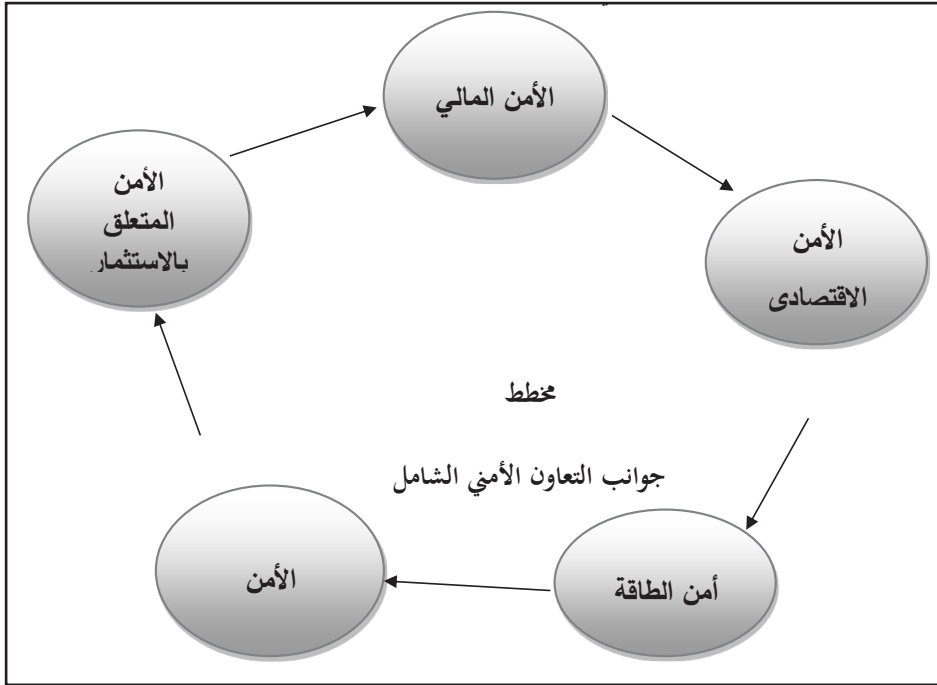 الأمن المالي
الأمن
المتعلق
بالاستثمار
الأمن
الاقتصادى
مخطط
جوانب التعاون الأمني الشامل
الأمن
أمن الطاقة